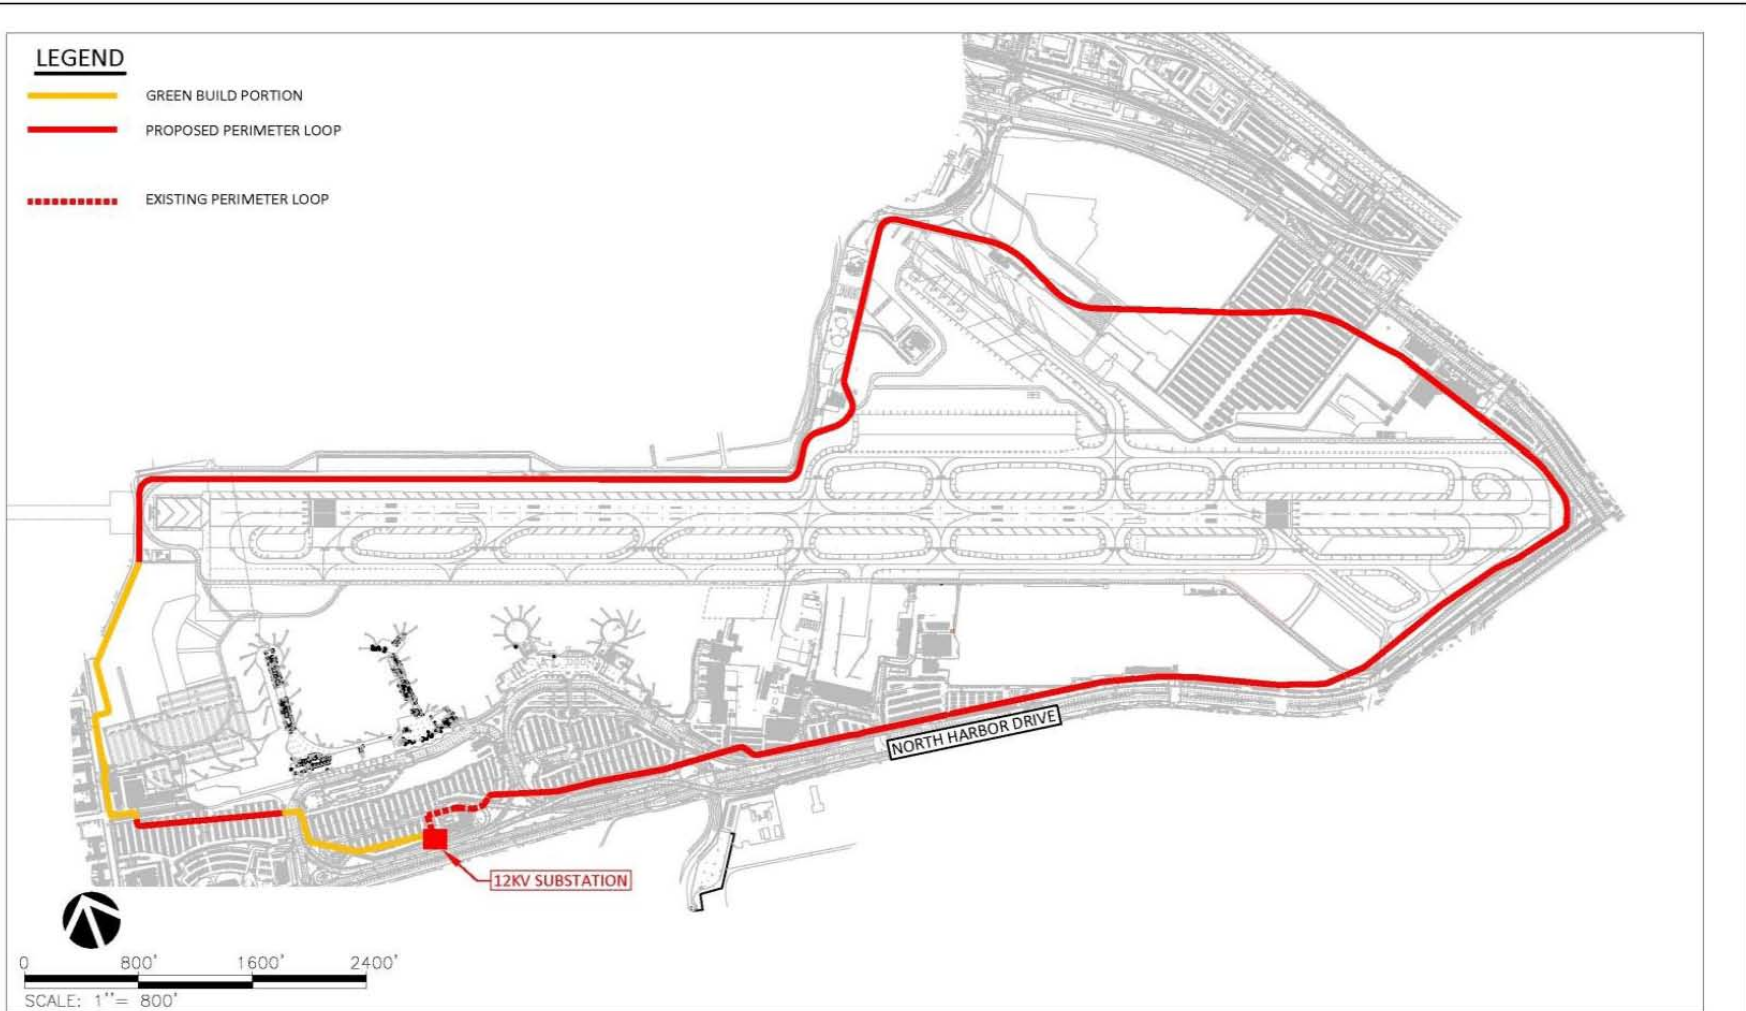 LEGEND
GREEN BUILD PORTION
PROPOSED PERIMETER LOOP
EXISTING PERIMETER LOOP
NORTH HARBOR DRIVE
12KV SUBSTATION
0 800' 1600' 2400'
SCALE: 1"= 800'